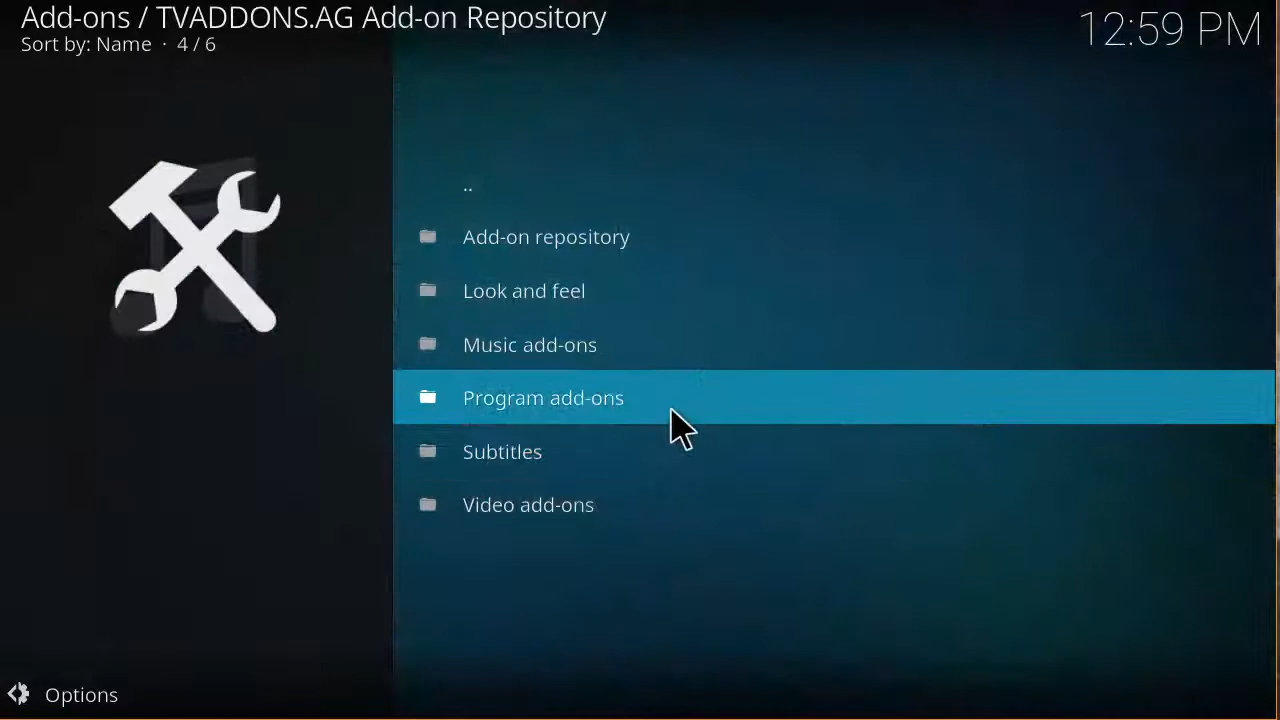 Add-ons / TVADDONS.AG Add-on Repository
Sort by: Name · 4 / 6
12:59 PM
..
Add-on repository
Look and feel
Music add-ons
Program add-ons
Subtitles
Video add-ons
Options